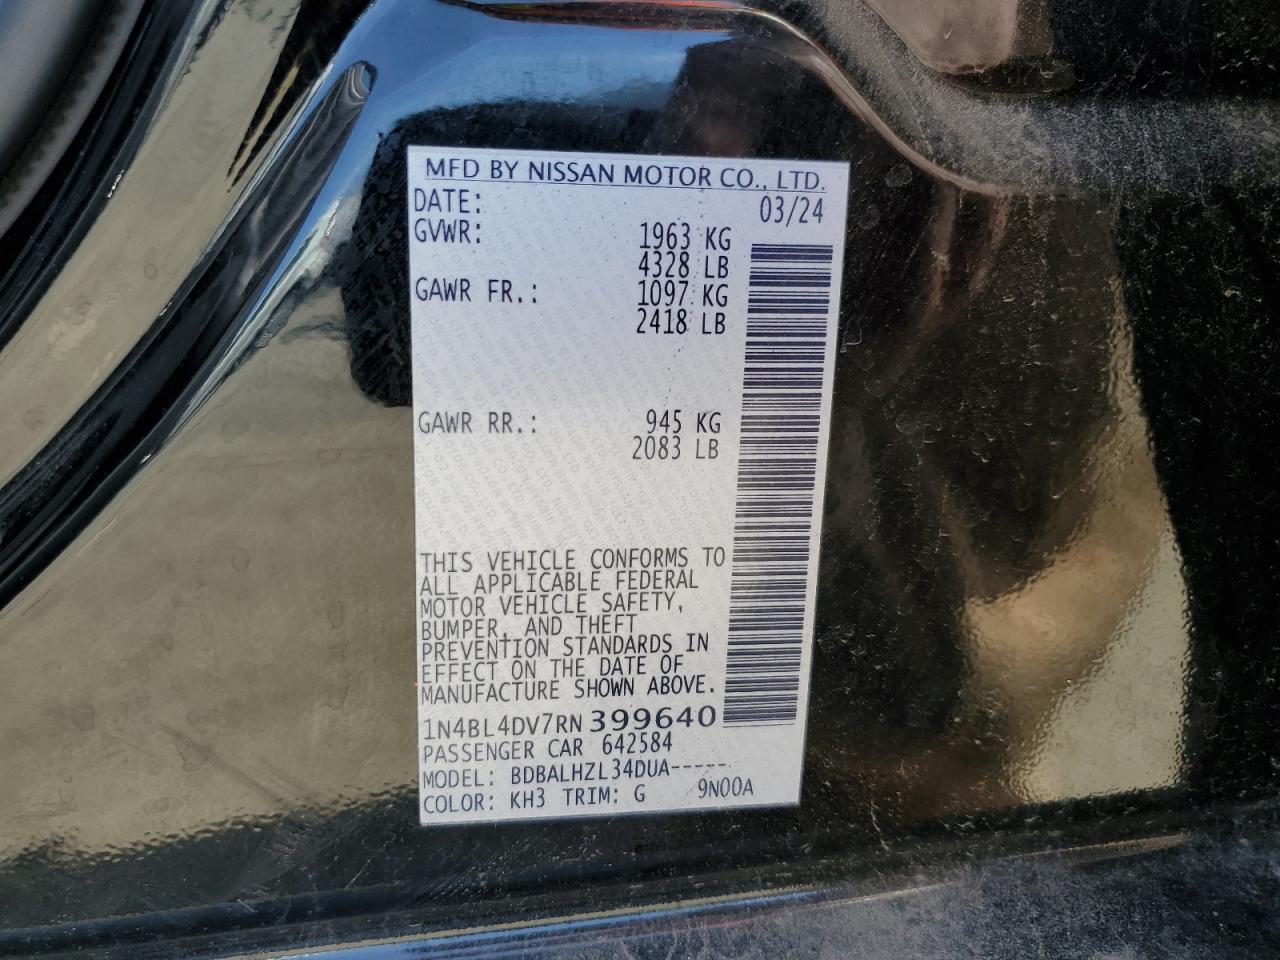 MFD BY NISSAN MOTOR CO., LTD.
DATE: 03/24
GVWR: 1963 KG
4328 LB
GAWR FR.: 1097 KG
2418 LB
GAWR RR.: 945 KG
2083 LB
THIS VEHICLE CONFORMS TO
ALL APPLICABLE FEDERAL
MOTOR VEHICLE SAFETY,
BUMPER, AND THEFT
PREVENTION STANDARDS IN
EFFECT ON THE DATE OF
MANUFACTURE SHOWN ABOVE.
1N4BL4DV7RN399640
PASSENGER CAR 642584
MODEL: BDBALHZL34DUA-----
COLOR: KH3 TRIM: G 9N00A